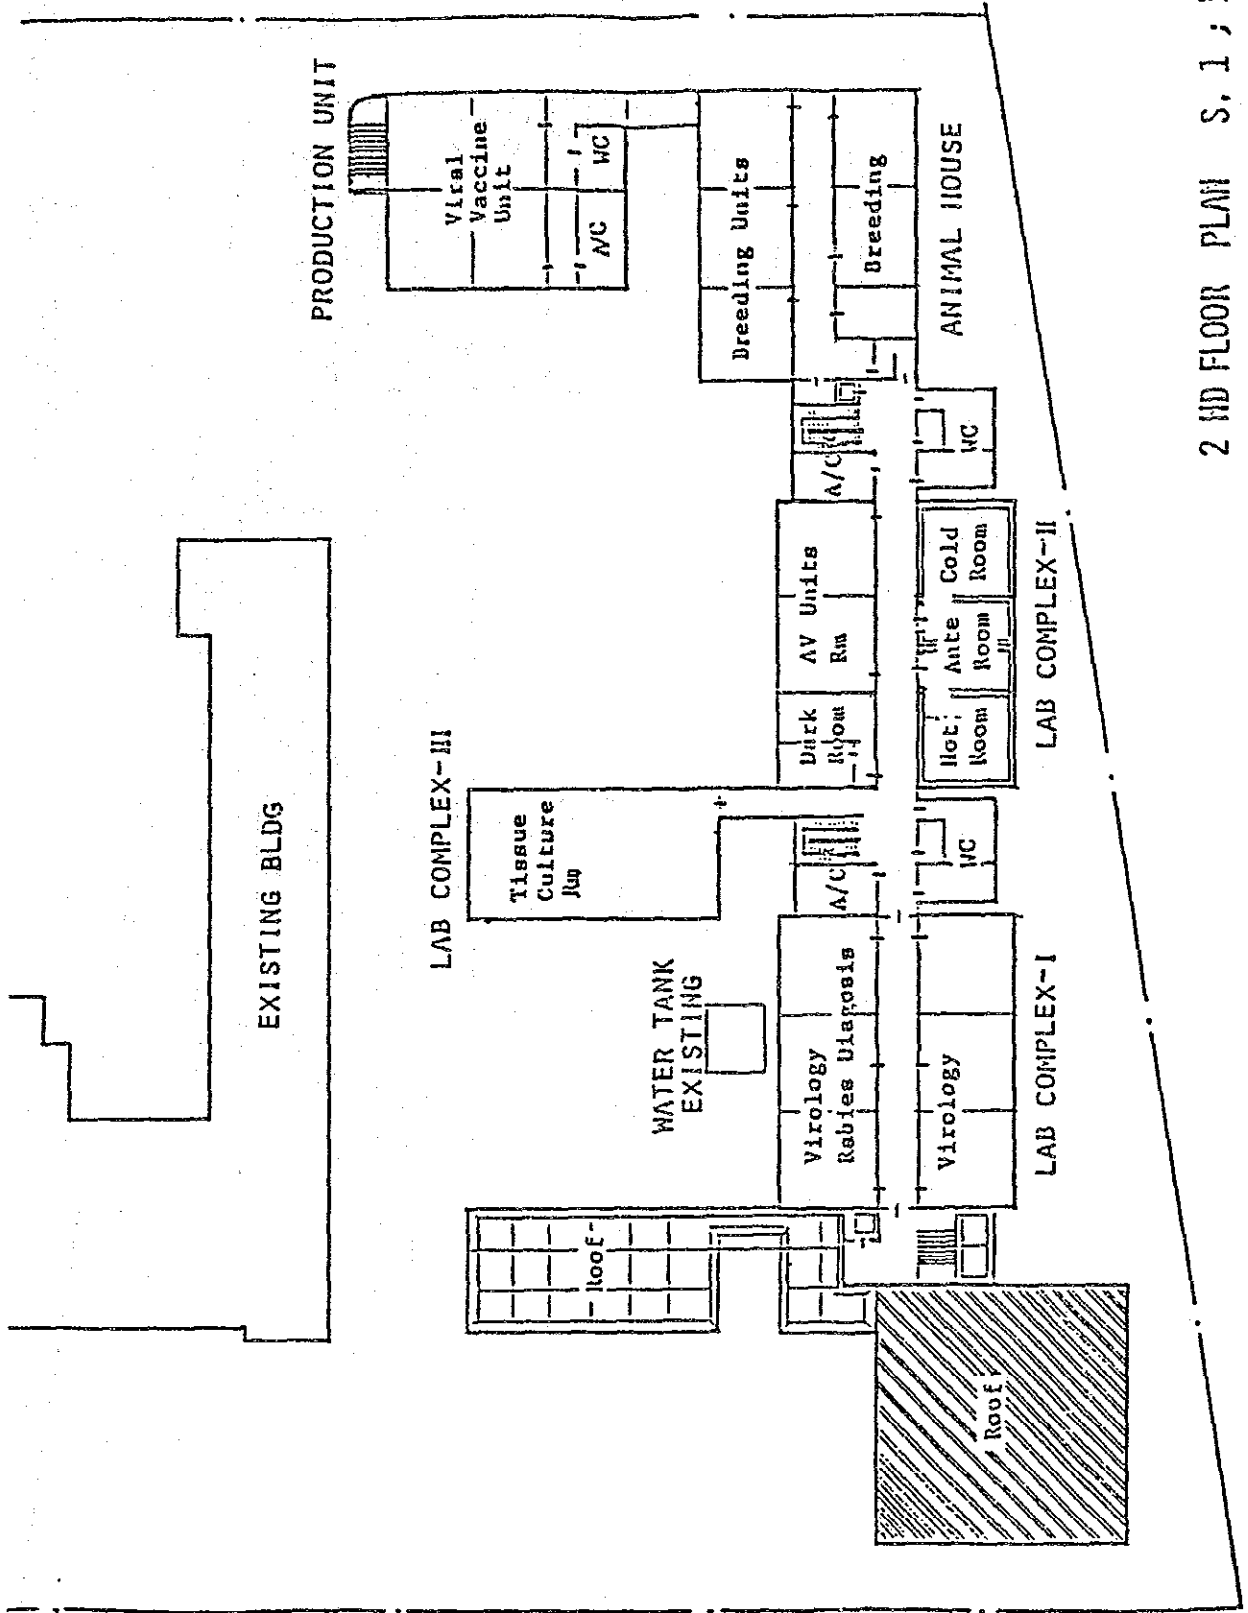 EXISTING BLDG
PRODUCTION UNIT
Viral
Vaccine
Unit
A/C
WC
LAB COMPLEX-III
Tissue
Culture
Rm
WATER TANK
EXISTING
Roof
Virology
Rabies Diagosis
A/C
Dark
Room
AV Units
Rm
A/C
Breeding Units
Virology
WC
Hot
Room
Ante
Room
Cold
Room
WC
Breeding
Roof
LAB COMPLEX-I
LAB COMPLEX-II
ANIMAL HOUSE
2 ND FLOOR PLAN S. 1 ;